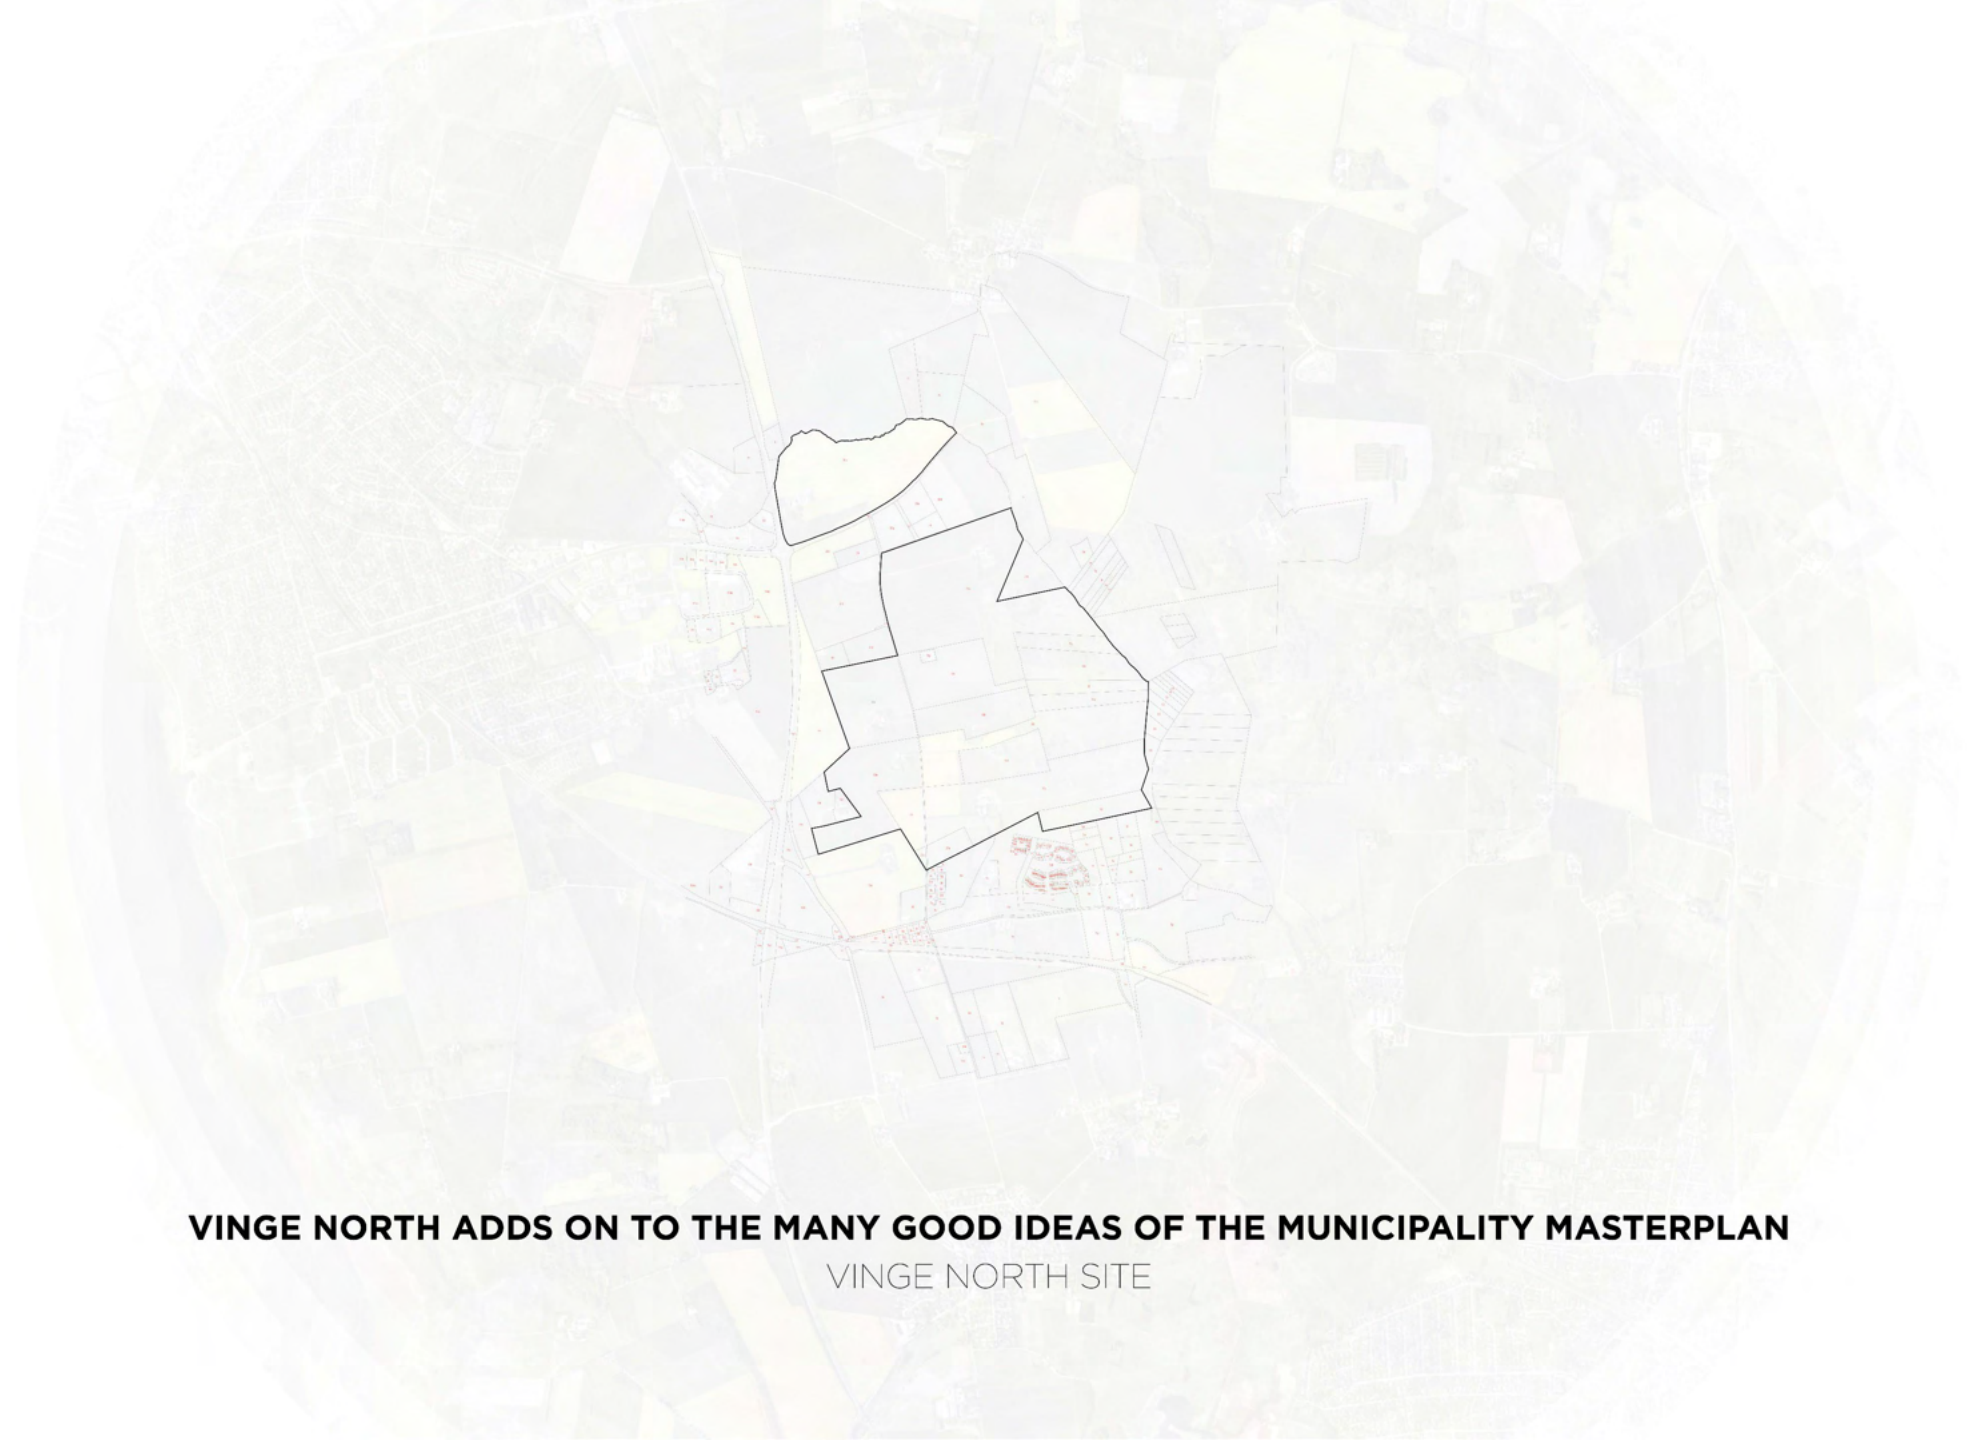 VINGE NORTH ADDS ON TO THE MANY GOOD IDEAS OF THE MUNICIPALITY MASTERPLAN
VINGE NORTH SITE